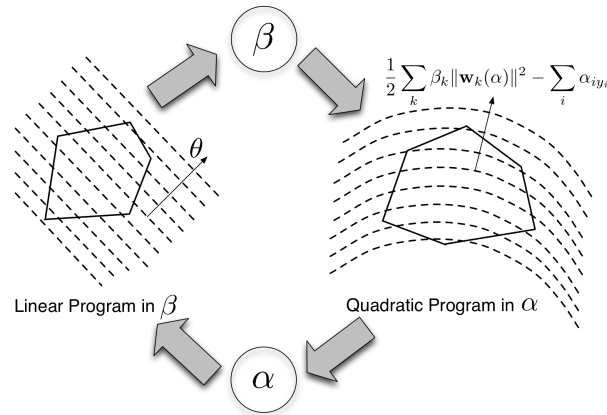 β
1/2 ∑_k β_k ‖w_k(α)‖² − ∑_i α_{iy_i}
θ
Linear Program in β
Quadratic Program in α
α